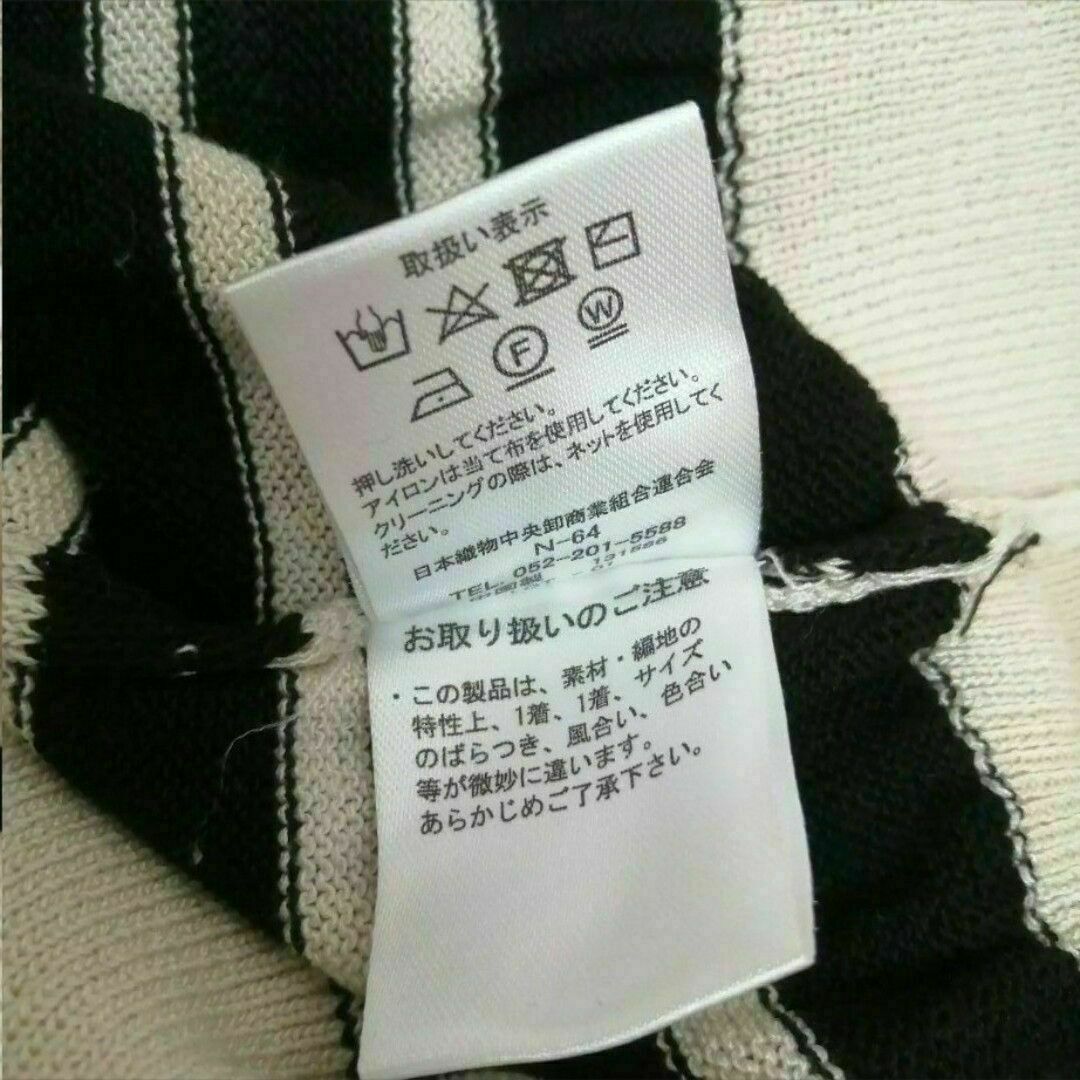 取扱い表示
F
W
押し洗いしてください。
アイロンは当て布を使用してください。
クリーニングの際は、ネットを使用してく
ださい。
日本織物中央卸商業組合連合会
N-64
TEL 052-201-5588
中国製
お取り扱いのご注意
・この製品は、素材・編地の
特性上、1着、1着、サイズ
のばらつき、風合い、色合い
等が微妙に違います。
あらかじめご了承下さい。